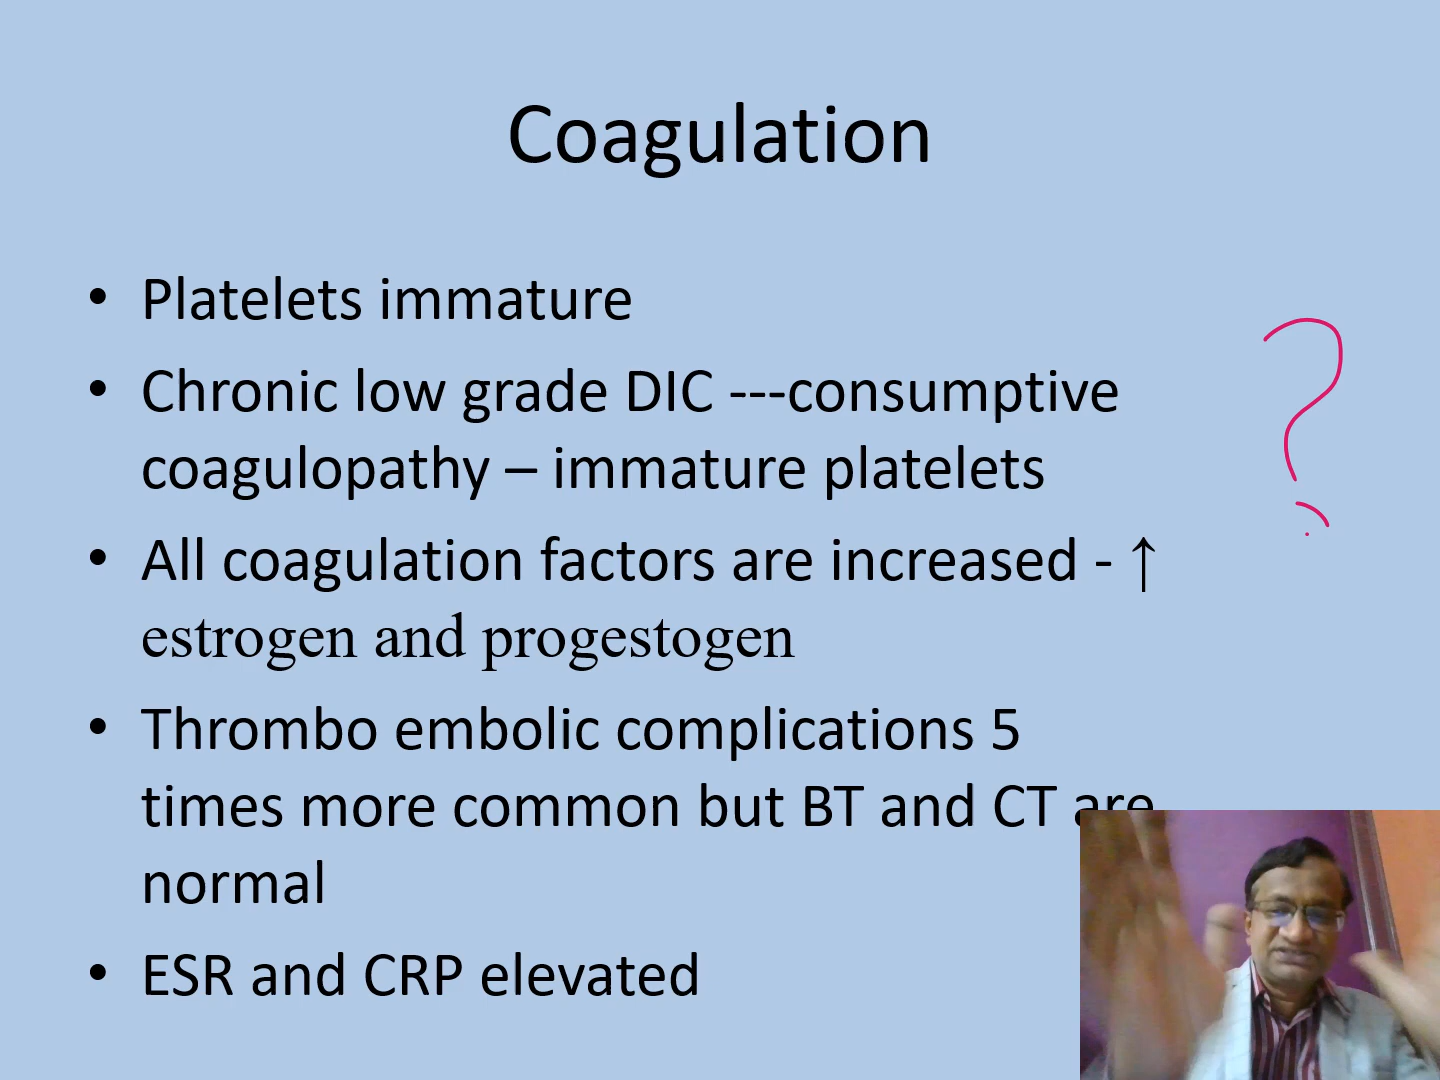 Coagulation
• Platelets immature
• Chronic low grade DIC ---consumptive
coagulopathy – immature platelets
• All coagulation factors are increased - ↑
estrogen and progestogen
• Thrombo embolic complications 5
times more common but BT and CT are
normal
• ESR and CRP elevated
?